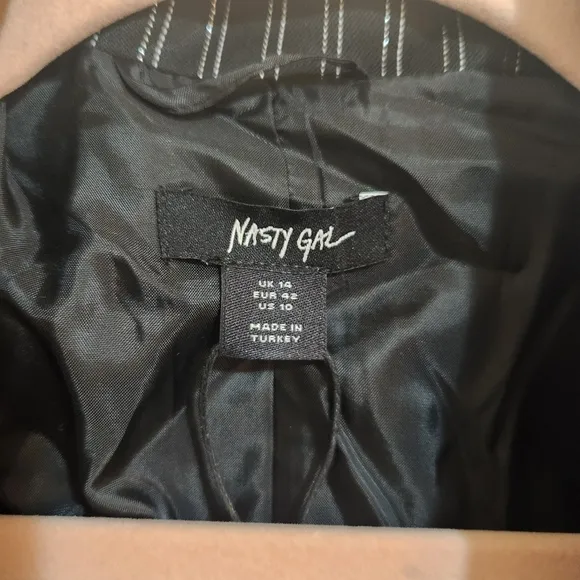 NASTY GAL
UK 14
EUR 42
US 10
MADE IN
TURKEY